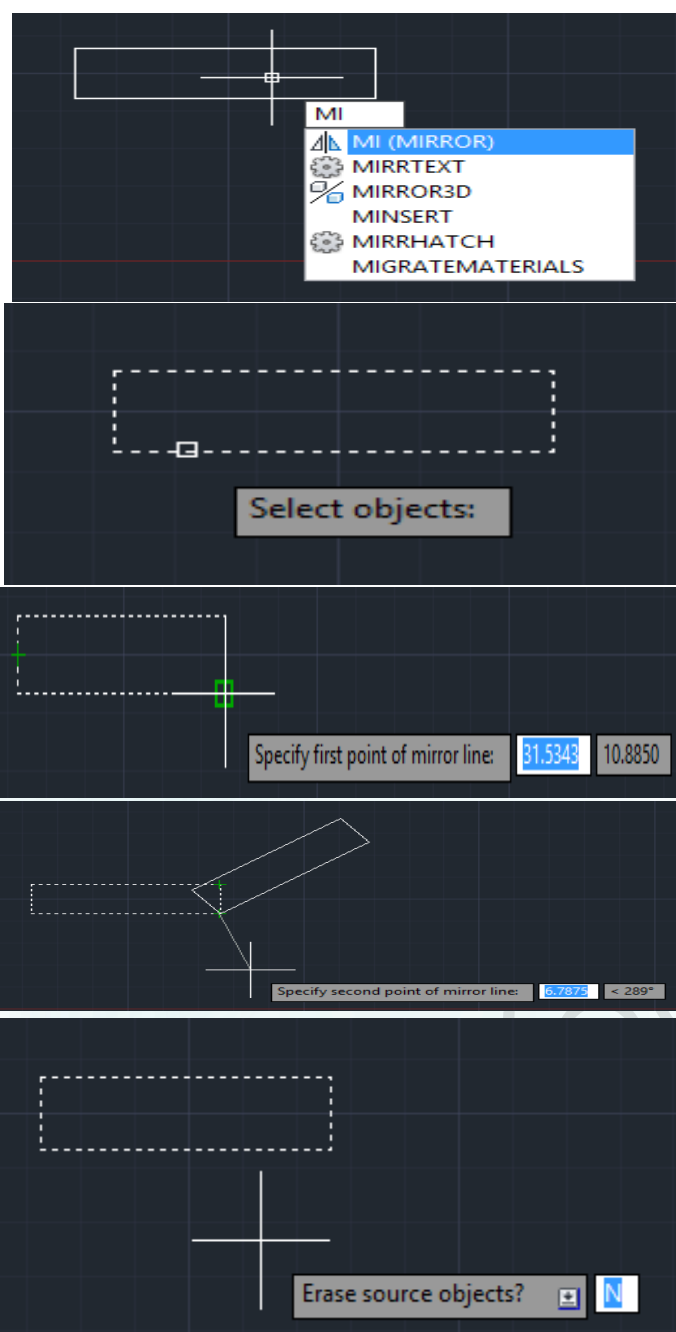 MI
MI (MIRROR)
MIRRTEXT
MIRROR3D
MINSERT
MIRRHATCH
MIGRATEMATERIALS
Select objects:
Specify first point of mirror line: 31.5343 10.8850
Specify second point of mirror line: 6.7875 < 289°
Erase source objects? N